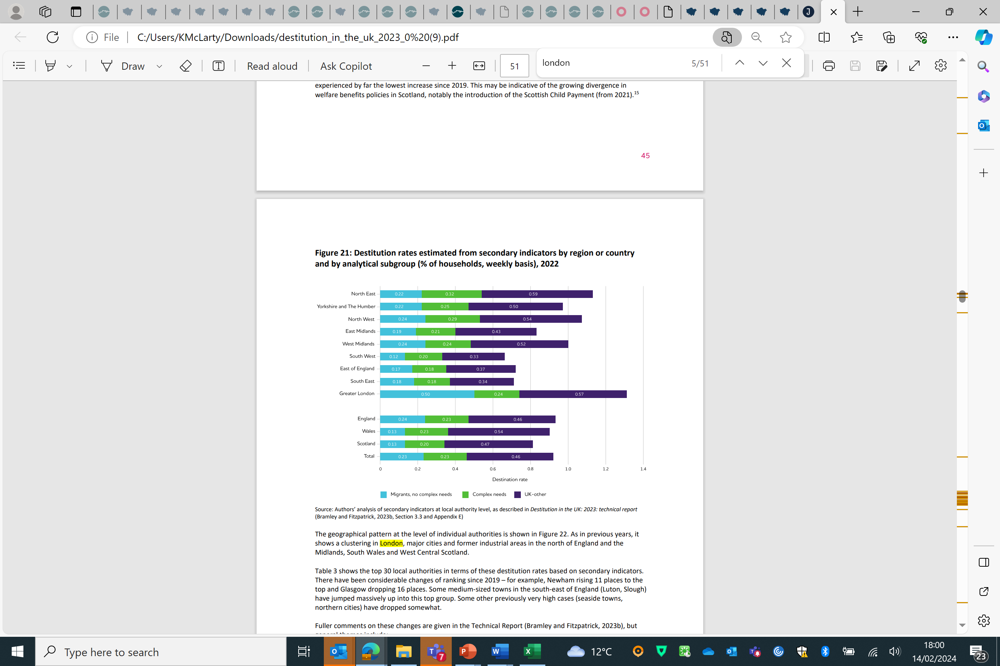 J
File
C:/Users/KMcLarty/Downloads/destitution_in_the_uk_2023_0%20(9).pdf
Draw
T
Read aloud
Ask Copilot
51
london
5/51
experienced by far the lowest increase since 2019. This may be indicative of the growing divergence in
welfare benefits policies in Scotland, notably the introduction of the Scottish Child Payment (from 2021).15
45
Figure 21: Destitution rates estimated from secondary indicators by region or country
and by analytical subgroup (% of households, weekly basis), 2022
North East 0.22 0.32 0.59
Yorkshire and The Humber 0.22 0.25 0.50
North West 0.24 0.29 0.54
East Midlands 0.19 0.21 0.43
West Midlands 0.24 0.24 0.52
South West 0.12 0.20 0.33
East of England 0.17 0.18 0.37
South East 0.18 0.18 0.34
Greater London 0.50 0.24 0.57
England 0.24 0.23 0.46
Wales 0.13 0.23 0.54
Scotland 0.13 0.20 0.47
Total 0.23 0.23 0.46
0 0.2 0.4 0.6 0.8 1.0 1.2 1.4
Destination rate
Migrants, no complex needs Complex needs UK-other
Source: Authors’ analysis of secondary indicators at local authority level, as described in Destitution in the UK: 2023: technical report
(Bramley and Fitzpatrick, 2023b, Section 3.3 and Appendix E)
The geographical pattern at the level of individual authorities is shown in Figure 22. As in previous years, it
shows a clustering in London, major cities and former industrial areas in the north of England and the
Midlands, South Wales and West Central Scotland.
Table 3 shows the top 30 local authorities in terms of these destitution rates based on secondary indicators.
There have been considerable changes of ranking since 2019 – for example, Newham rising 11 places to the
top and Glasgow dropping 16 places. Some medium-sized towns in the south-east of England (Luton, Slough)
have jumped massively up into this top group. Some other previously very high cases (seaside towns,
northern cities) have dropped somewhat.
Fuller comments on these changes are given in the Technical Report (Bramley and Fitzpatrick, 2023b), but
Type here to search
O
T
7
P
W
X
12°C
18:00
14/02/2024
23